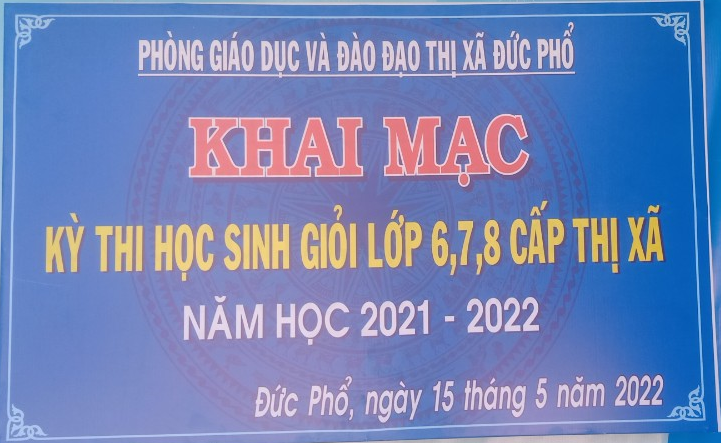 PHÒNG GIÁO DỤC VÀ ĐÀO ĐẠO THỊ XÃ ĐỨC PHỔ
KHAI MẠC
KỲ THI HỌC SINH GIỎI LỚP 6,7,8 CẤP THỊ XÃ
NĂM HỌC 2021 - 2022
Đức Phổ, ngày 15 tháng 5 năm 2022